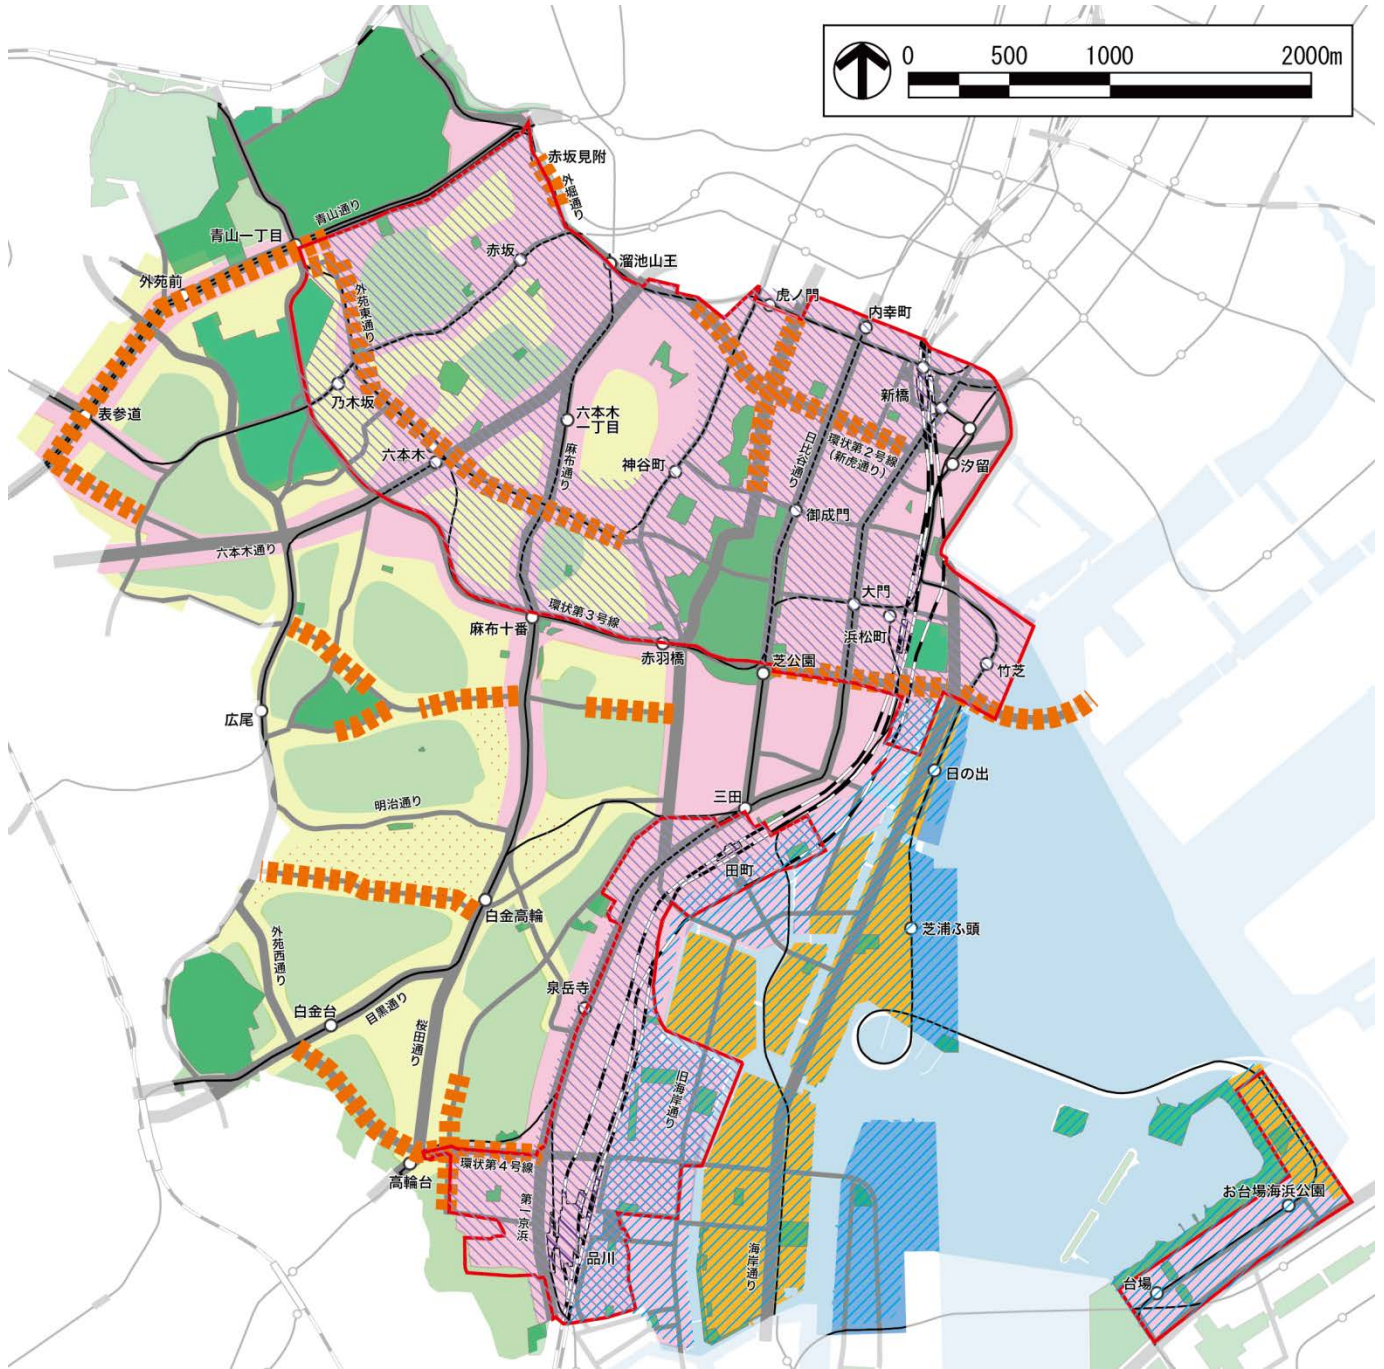 0 500 1000 2000m
赤坂見附
外堀通り
青山通り
青山一丁目
赤坂
溜池山王
外苑前
外苑東通り
虎ノ門
内幸町
新橋
乃木坂
表参道
六本木
一丁目
麻布通り
六本木
神谷町
日比谷通り
環状第2号線
(新虎通り)
汐留
御成門
六本木通り
環状第3号線
大門
麻布十番
浜松町
赤羽橋
芝公園
竹芝
広尾
日の出
明治通り
三田
田町
白金高輪
芝浦ふ頭
外苑西通り
泉岳寺
白金台
目黒通り
桜田通り
旧海岸通り
環状第4号線
高輪台
第一京浜
お台場海浜公園
品川
海岸通り
台場